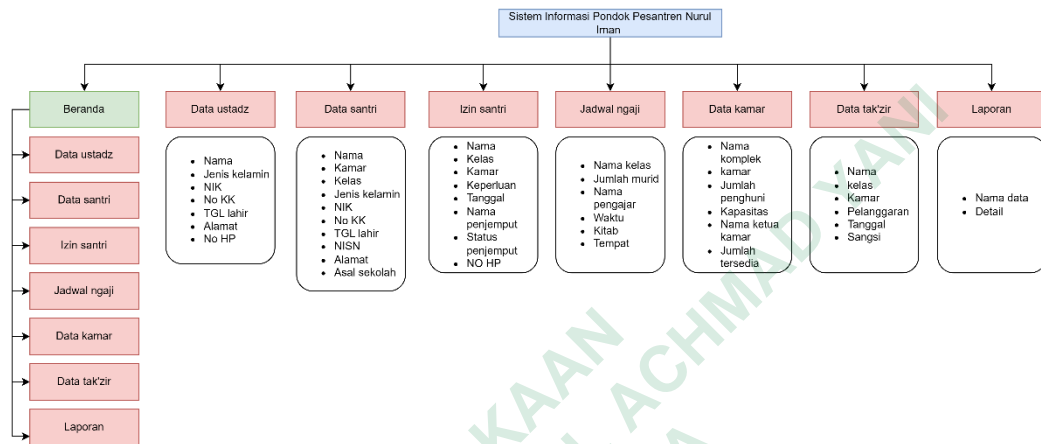 Sistem Informasi Pondok Pesantren Nurul
Iman
Beranda
Data ustadz
Data santri
Izin santri
Jadwal ngaji
Data kamar
Data tak'zir
Laporan
Data ustadz
Data santri
Izin santri
Jadwal ngaji
Data kamar
Data tak'zir
Laporan
Nama
Jenis kelamin
NIK
No KK
TGL lahir
Alamat
No HP
Nama
Kamar
Kelas
Jenis kelamin
NIK
No KK
TGL lahir
NISN
Alamat
Asal sekolah
Nama
Kelas
Kamar
Keperluan
Tanggal
Nama
penjemput
Status
penjemput
NO HP
Nama kelas
Jumlah murid
Nama
pengajar
Waktu
Kitab
Tempat
Nama
komplek
kamar
Jumlah
penghuni
Kapasitas
Nama ketua
kamar
Jumlah
tersedia
Nama
kelas
Kamar
Pelanggaran
Tanggal
Sangsi
Nama data
Detail
ACHMAD YANI